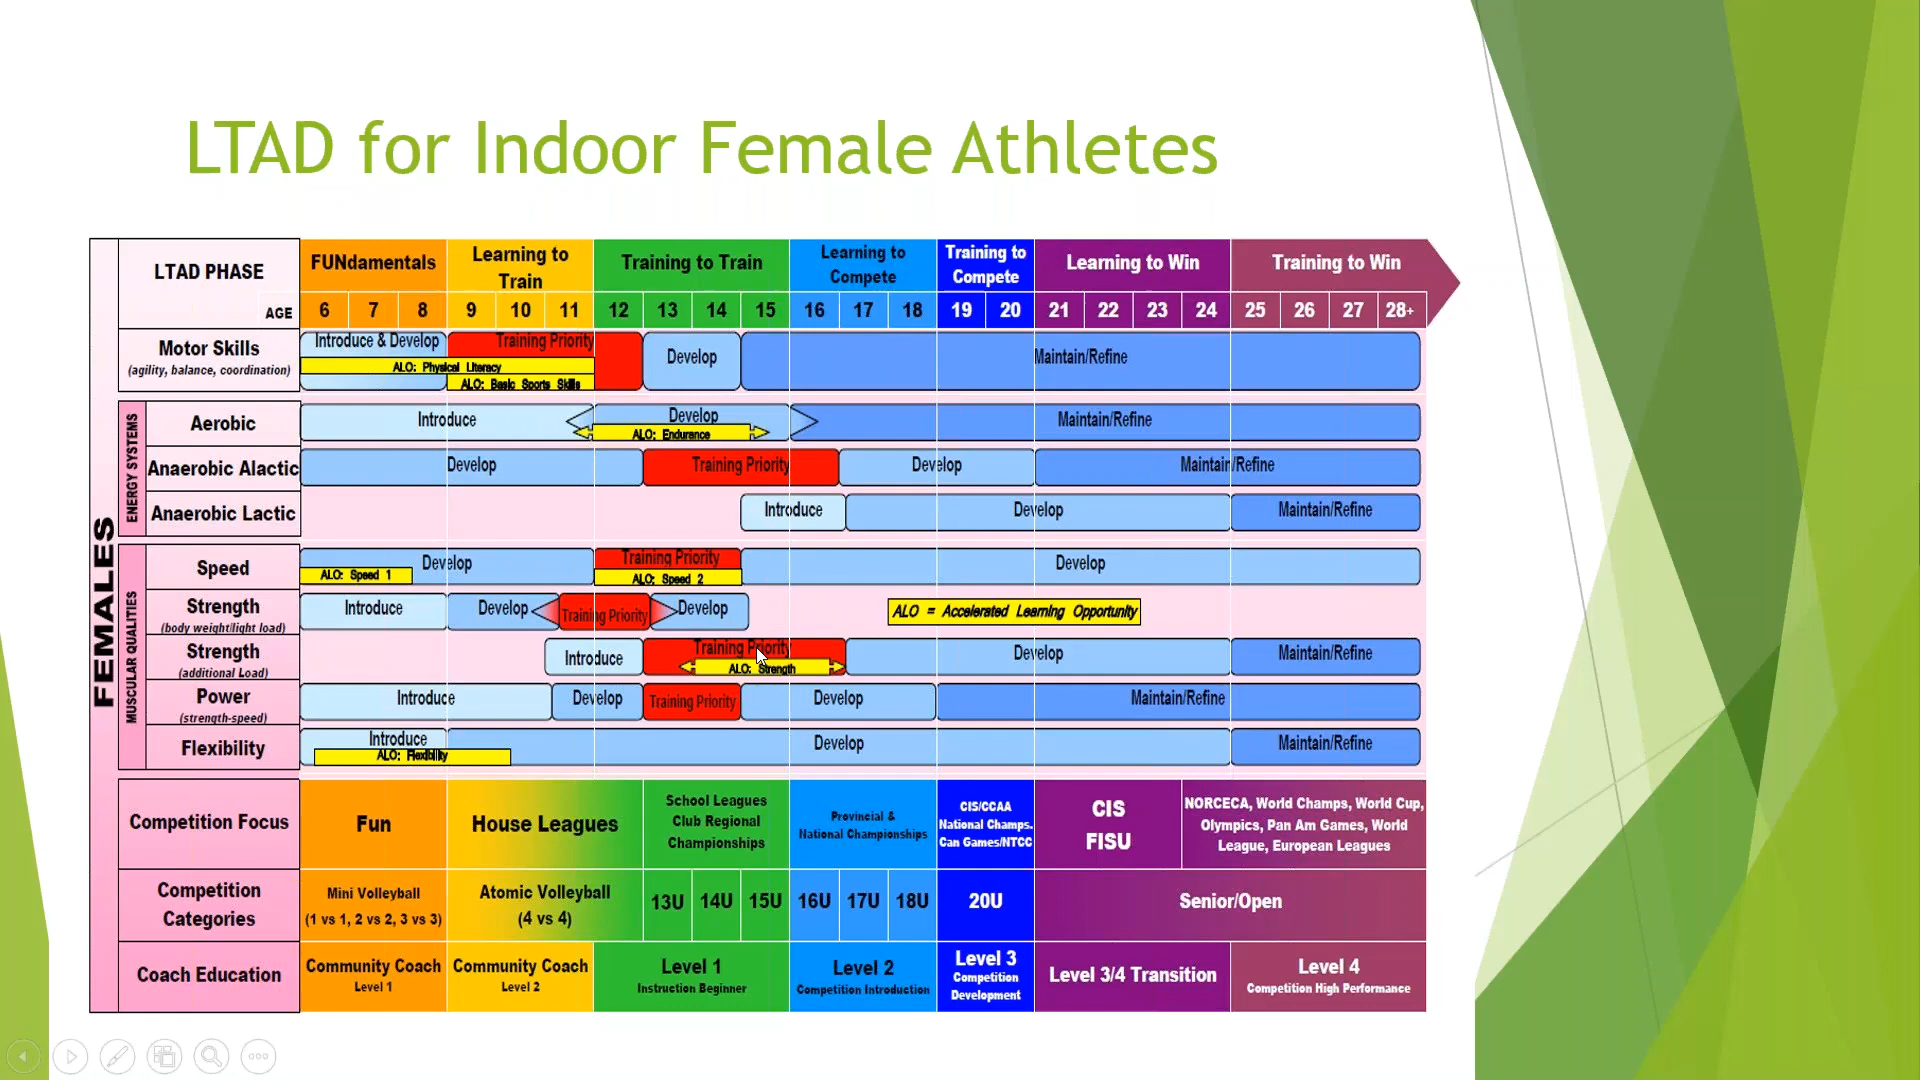 LTAD for Indoor Female Athletes
LTAD PHASE
FUNdamentals
Learning to
Train
Training to Train
Learning to
Compete
Training to
Compete
Learning to Win
Training to Win
AGE
6 7 8 9 10 11 12 13 14 15 16 17 18 19 20 21 22 23 24 25 26 27 28+
FEMALES
Motor Skills
(agility, balance, coordination)
Introduce & Develop
Training Priority
Develop
Maintain/Refine
ALO: Physical Literacy
ALO: Basic Sports Skills
ENERGY SYSTEMS
Aerobic
Introduce
Develop
Maintain/Refine
ALO: Endurance
Anaerobic Alactic
Develop
Training Priority
Develop
Maintain/Refine
Anaerobic Lactic
Introduce
Develop
Maintain/Refine
MUSCULAR QUALITIES
Speed
Develop
Training Priority
Develop
ALO: Speed 1
ALO: Speed 2
Strength
(body weight/light load)
Introduce
Develop
Training Priority
Develop
ALO = Accelerated Learning Opportunity
Strength
(additional Load)
Introduce
Training Priority
Develop
Maintain/Refine
ALO: Strength
Power
(strength-speed)
Introduce
Develop
Training Priority
Develop
Maintain/Refine
Flexibility
Introduce
Develop
Maintain/Refine
ALO: Flexibility
Competition Focus
Fun
House Leagues
School Leagues
Club Regional
Championships
Provincial &
National Championships
CIS/CCAA
National Champs.
Can Games/NTCC
CIS
FISU
NORCECA, World Champs, World Cup,
Olympics, Pan Am Games, World
League, European Leagues
Competition
Categories
Mini Volleyball
(1 vs 1, 2 vs 2, 3 vs 3)
Atomic Volleyball
(4 vs 4)
13U 14U 15U 16U 17U 18U
20U
Senior/Open
Coach Education
Community Coach
Level 1
Community Coach
Level 2
Level 1
Instruction Beginner
Level 2
Competition Introduction
Level 3
Competition
Development
Level 3/4 Transition
Level 4
Competition High Performance